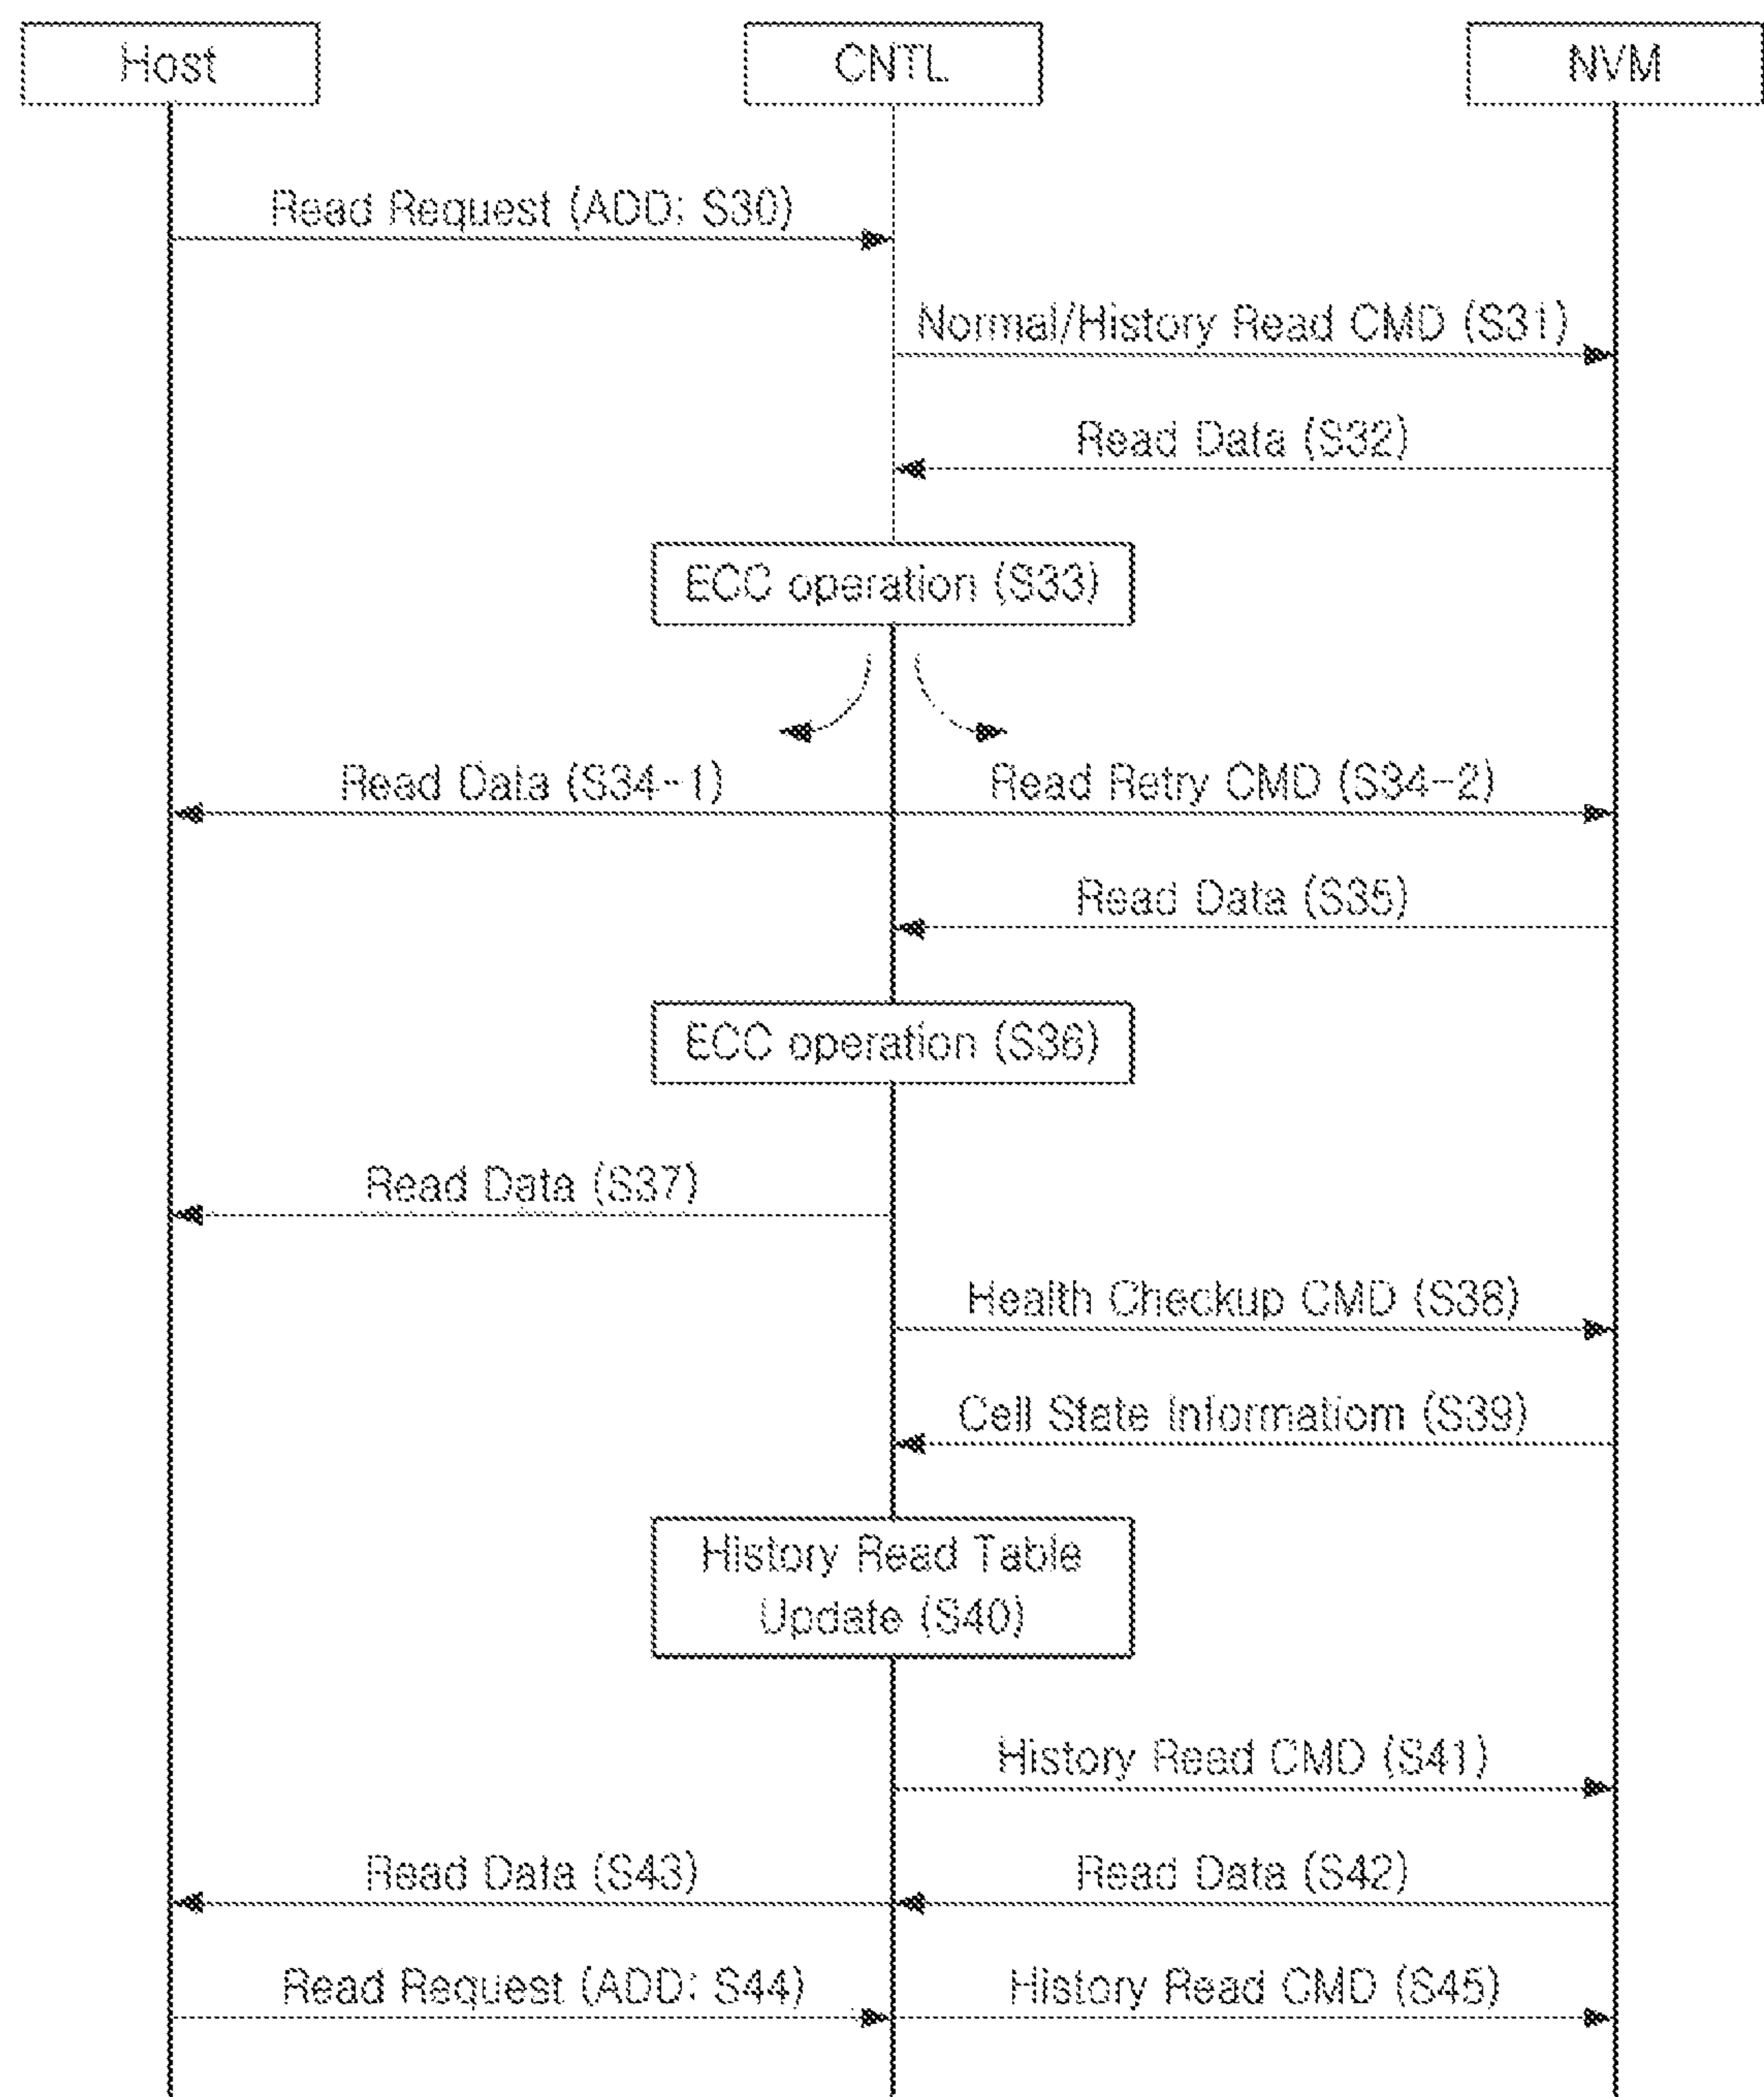 Host
CNTL
NVM
Read Request (ADD; S30)
Normal/History Read CMD (S31)
Read Data (S32)
ECC operation (S33)
Read Data (S34-1)
Read Retry CMD (S34-2)
Read Data (S35)
ECC operation (S36)
Read Data (S37)
Health Checkup CMD (S38)
Cell State Informatiom (S39)
History Read Table
Update (S40)
History Read CMD (S41)
Read Data (S43)
Read Data (S42)
Read Request (ADD; S44)
History Read CMD (S45)